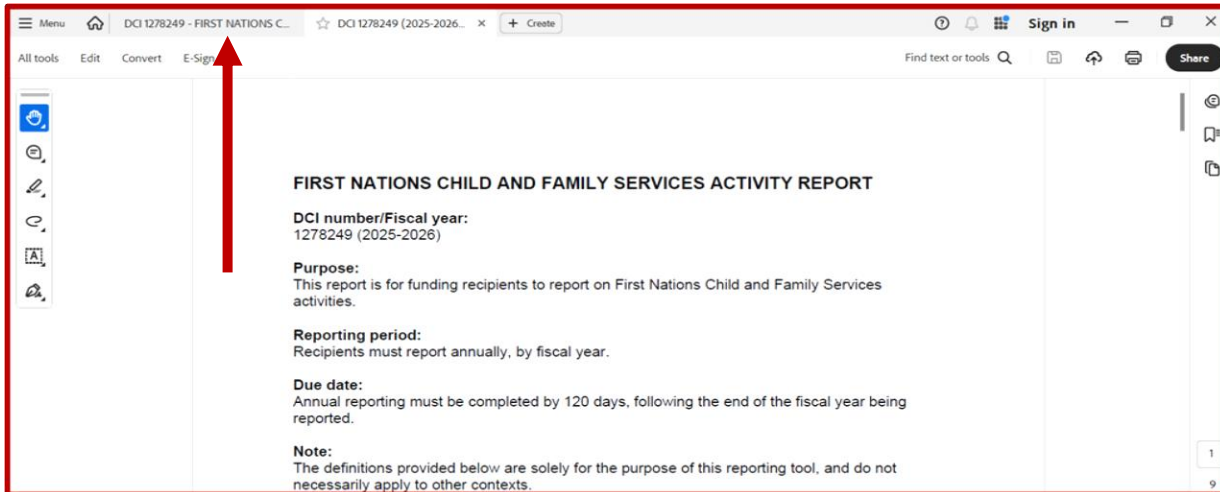 Menu
DCI 1278249 - FIRST NATIONS C...
DCI 1278249 (2025-2026...
+ Create
Sign in
All tools
Edit
Convert
E-Sign
Find text or tools
Share
FIRST NATIONS CHILD AND FAMILY SERVICES ACTIVITY REPORT
DCI number/Fiscal year:
1278249 (2025-2026)
Purpose:
This report is for funding recipients to report on First Nations Child and Family Services
activities.
Reporting period:
Recipients must report annually, by fiscal year.
Due date:
Annual reporting must be completed by 120 days, following the end of the fiscal year being
reported.
Note:
The definitions provided below are solely for the purpose of this reporting tool, and do not
necessarily apply to other contexts.
1
9